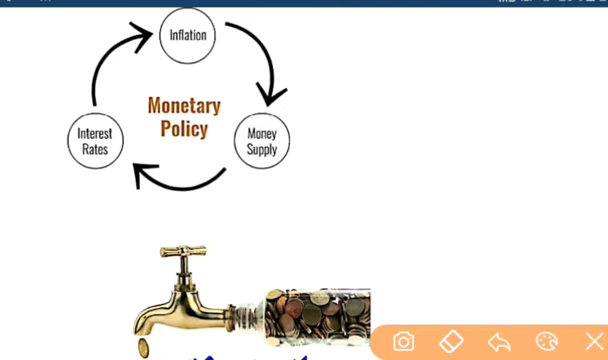 Inflation
Monetary
Policy
Interest
Rates
Money
Supply